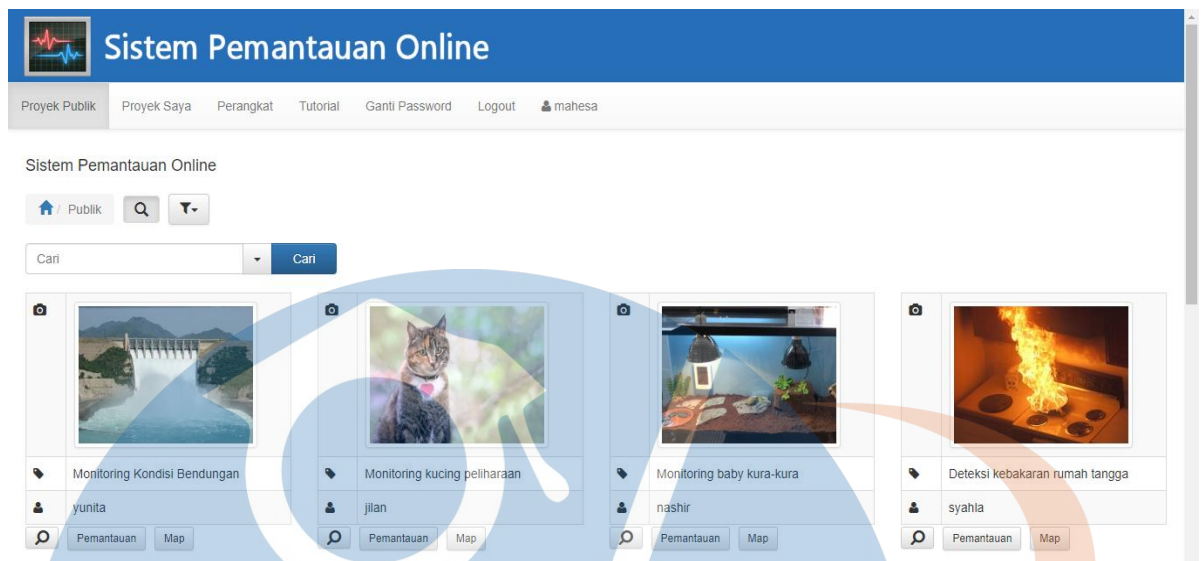 Sistem Pemantauan Online
Proyek Publik Proyek Saya Perangkat Tutorial Ganti Password Logout mahesa
Sistem Pemantauan Online
/ Publik
Cari Cari
Monitoring Kondisi Bendungan Monitoring kucing peliharaan Monitoring baby kura-kura Deteksi kebakaran rumah tangga
yunita jilan nashir syahla
Pemantauan Map Pemantauan Map Pemantauan Map Pemantauan Map